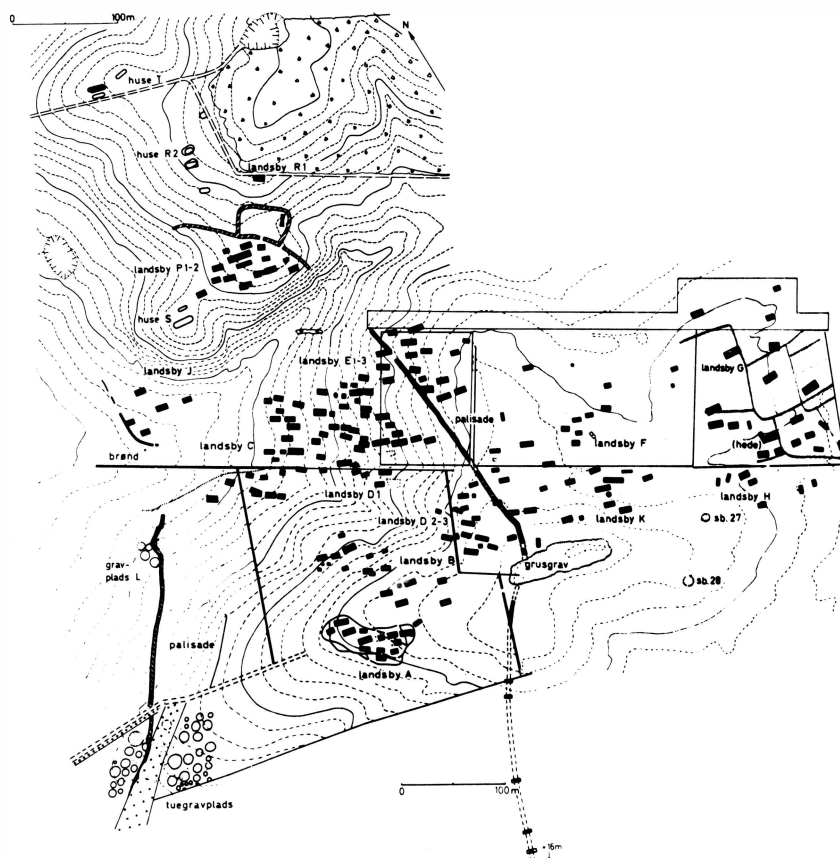 0 100m
N
huse T
huse R2
landsby R1
landsby P1-2
huse S
landsby J
landsby E1-3
landsby G
palisade
landsby C
landsby F
(hede)
brønd
landsby D1
landsby H
landsby D 2-3
landsby K
sb. 27
grav-
plads L
landsby B
grusgrav
sb. 28
palisade
landsby A
0 100 m
tuegravplads
+16m